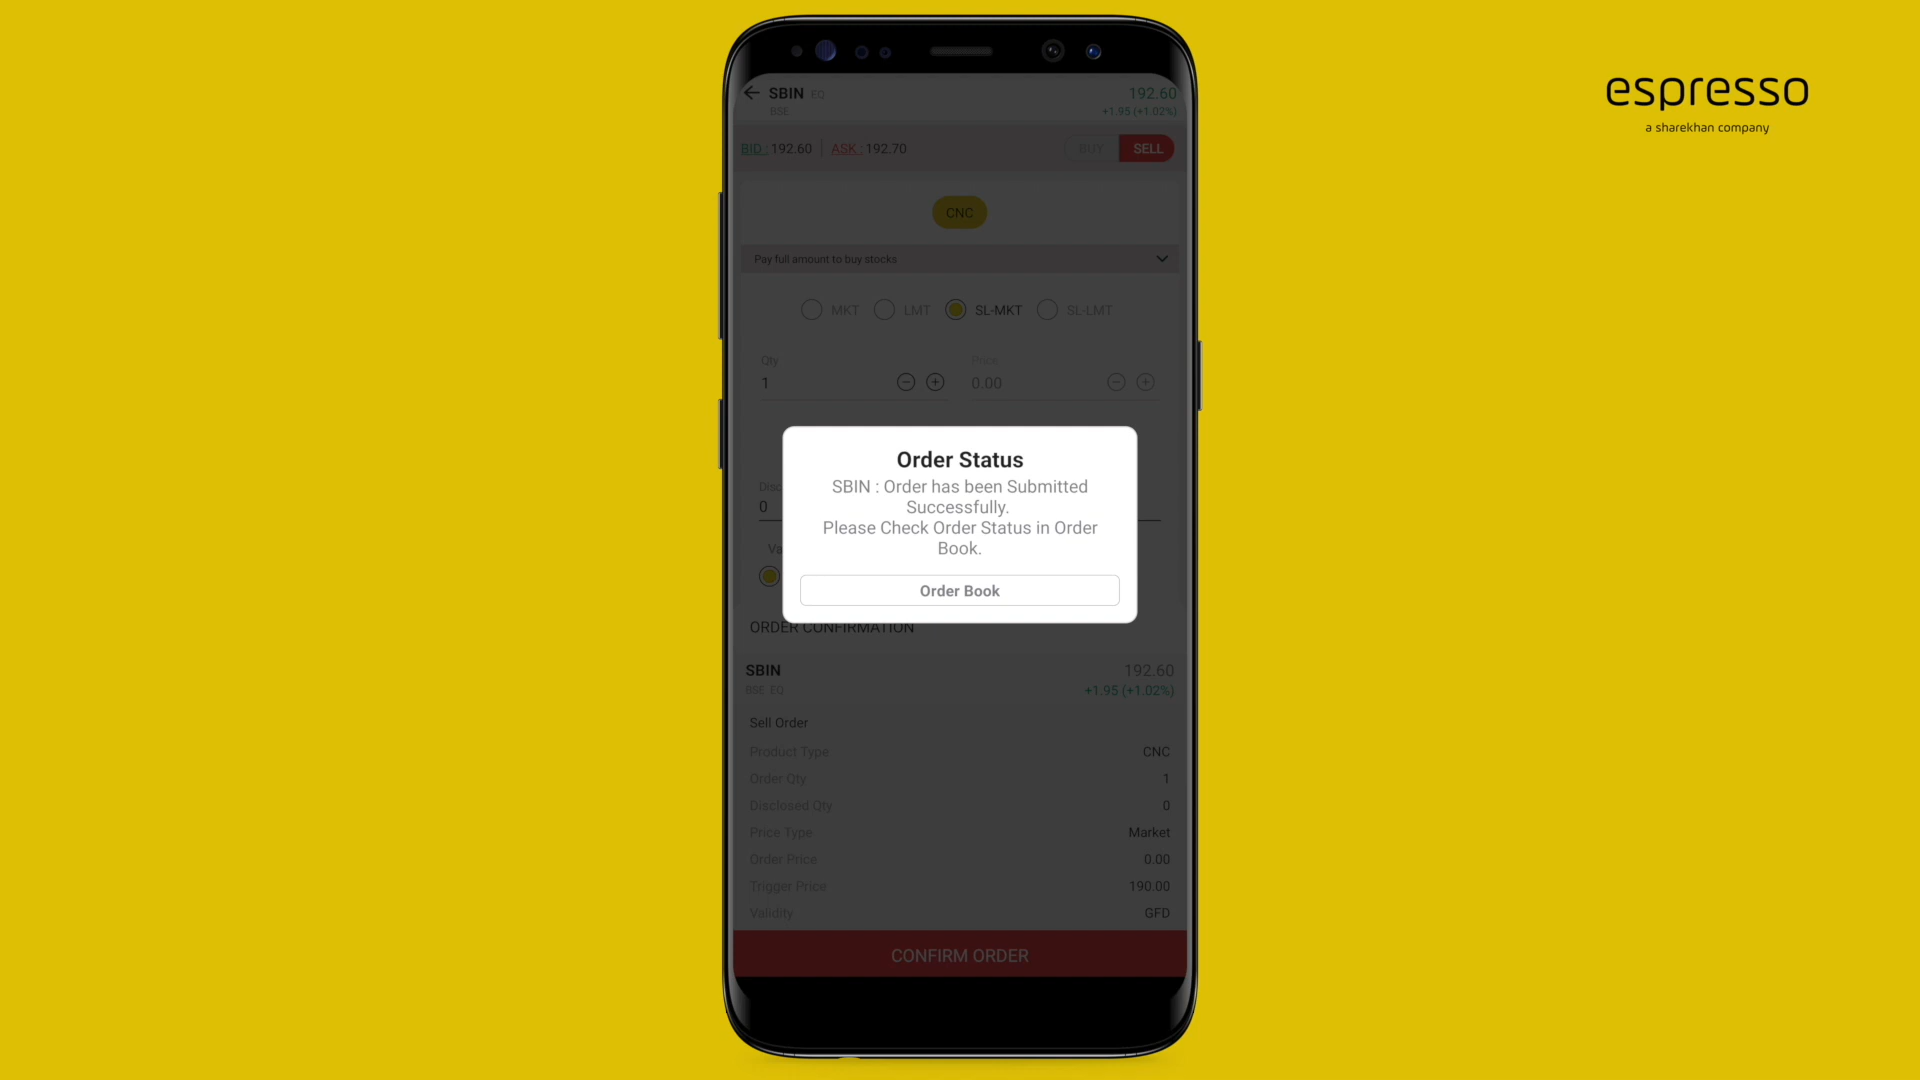 espresso
a sharekhan company
SBIN EQ 192.60
BSE +1.95 (+1.02%)
BID : 192.60 | ASK : 192.70 BUY SELL
CNC
Pay full amount to buy stocks
MKT LMT SL-MKT SL-LMT
Qty Price
1 0.00
Disc
0
Va
Order Status
SBIN : Order has been Submitted
Successfully.
Please Check Order Status in Order
Book.
Order Book
ORDER CONFIRMATION
SBIN 192.60
BSE EQ +1.95 (+1.02%)
Sell Order
Product Type CNC
Order Qty 1
Disclosed Qty 0
Price Type Market
Order Price 0.00
Trigger Price 190.00
Validity GFD
CONFIRM ORDER